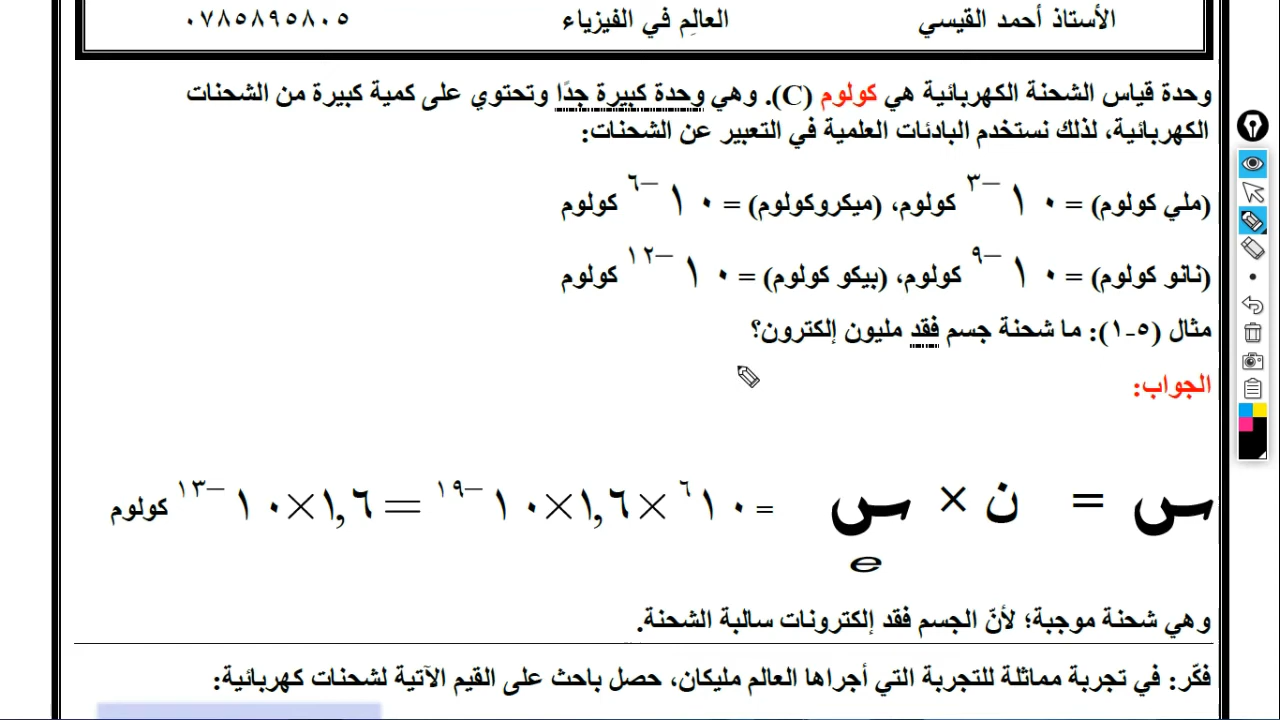 الأستاذ أحمد القيسي العالِم في الفيزياء ٠٧٨٥٨٩٥٨٠٥
وحدة قياس الشحنة الكهربائية هي كولوم (C). وهي وحدة كبيرة جدًا وتحتوي على كمية كبيرة من الشحنات
الكهربائية، لذلك نستخدم البادئات العلمية في التعبير عن الشحنات:
(ملي كولوم) = ١٠^−٣ كولوم، (ميكروكولوم) = ١٠^−٦ كولوم
(نانو كولوم) = ١٠^−٩ كولوم، (بيكو كولوم) = ١٠^−١٢ كولوم
مثال (٥-١): ما شحنة جسم فقد مليون إلكترون؟
الجواب:
س = ن × س_e = ١٠^٦ × ١,٦×١٠^−١٩ = ١,٦×١٠^−١٣ كولوم
وهي شحنة موجبة؛ لأنّ الجسم فقد إلكترونات سالبة الشحنة.
فكّر: في تجربة مماثلة للتجربة التي أجراها العالم مليكان، حصل باحث على القيم الآتية لشحنات كهربائية: